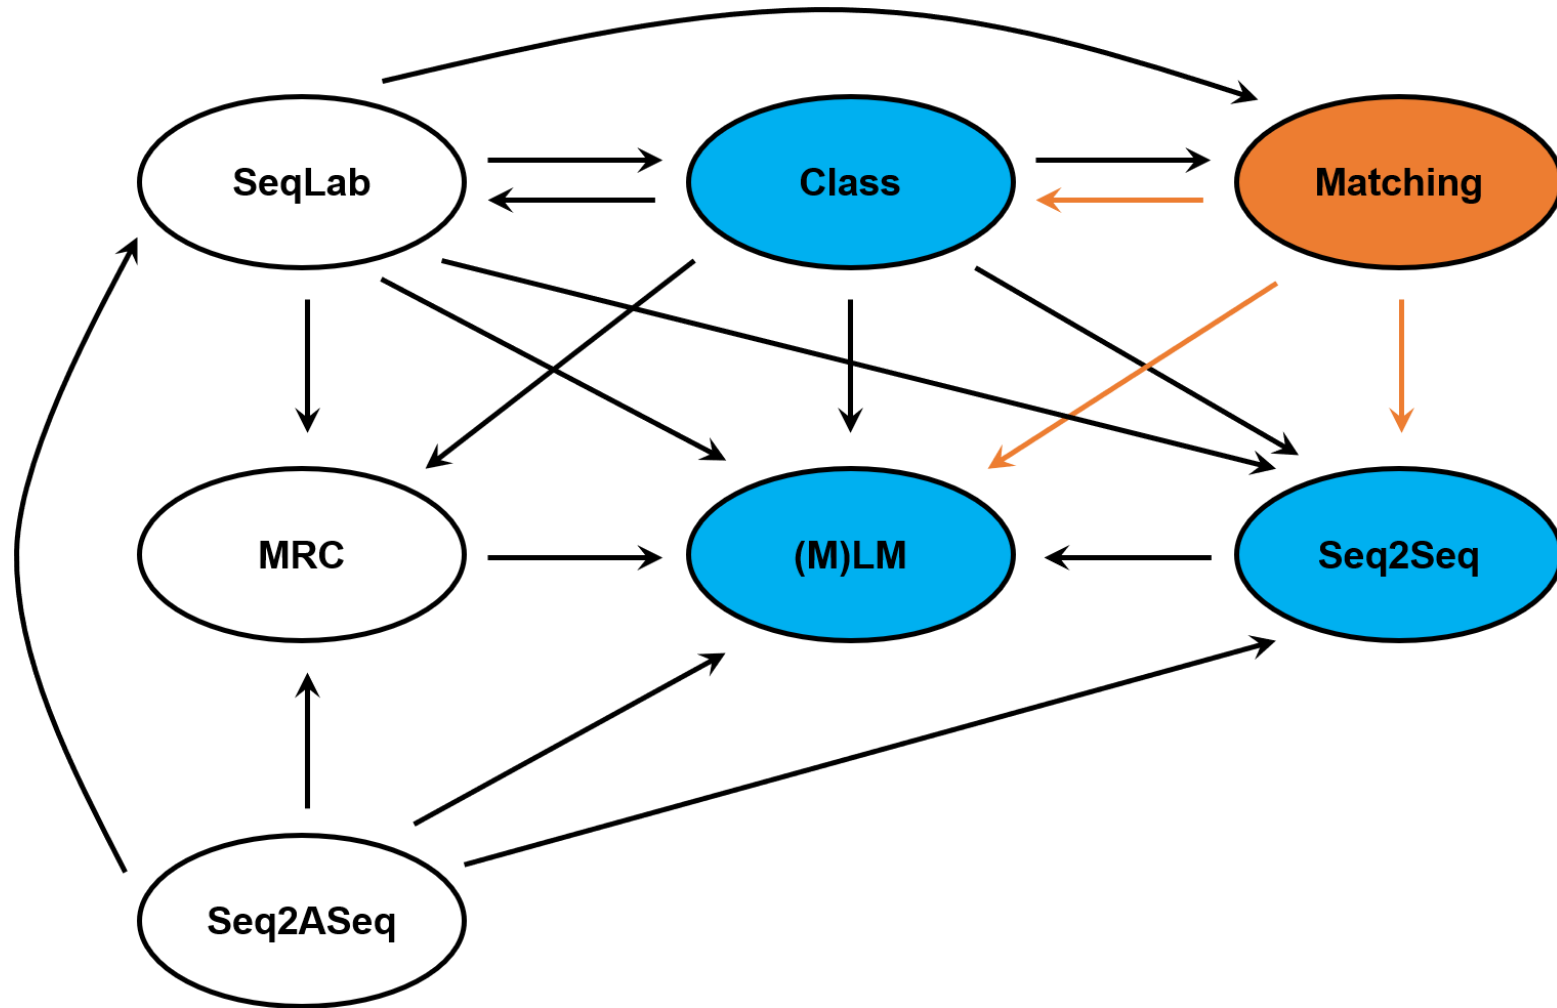 SeqLab
Class
Matching
MRC
(M)LM
Seq2Seq
Seq2ASeq